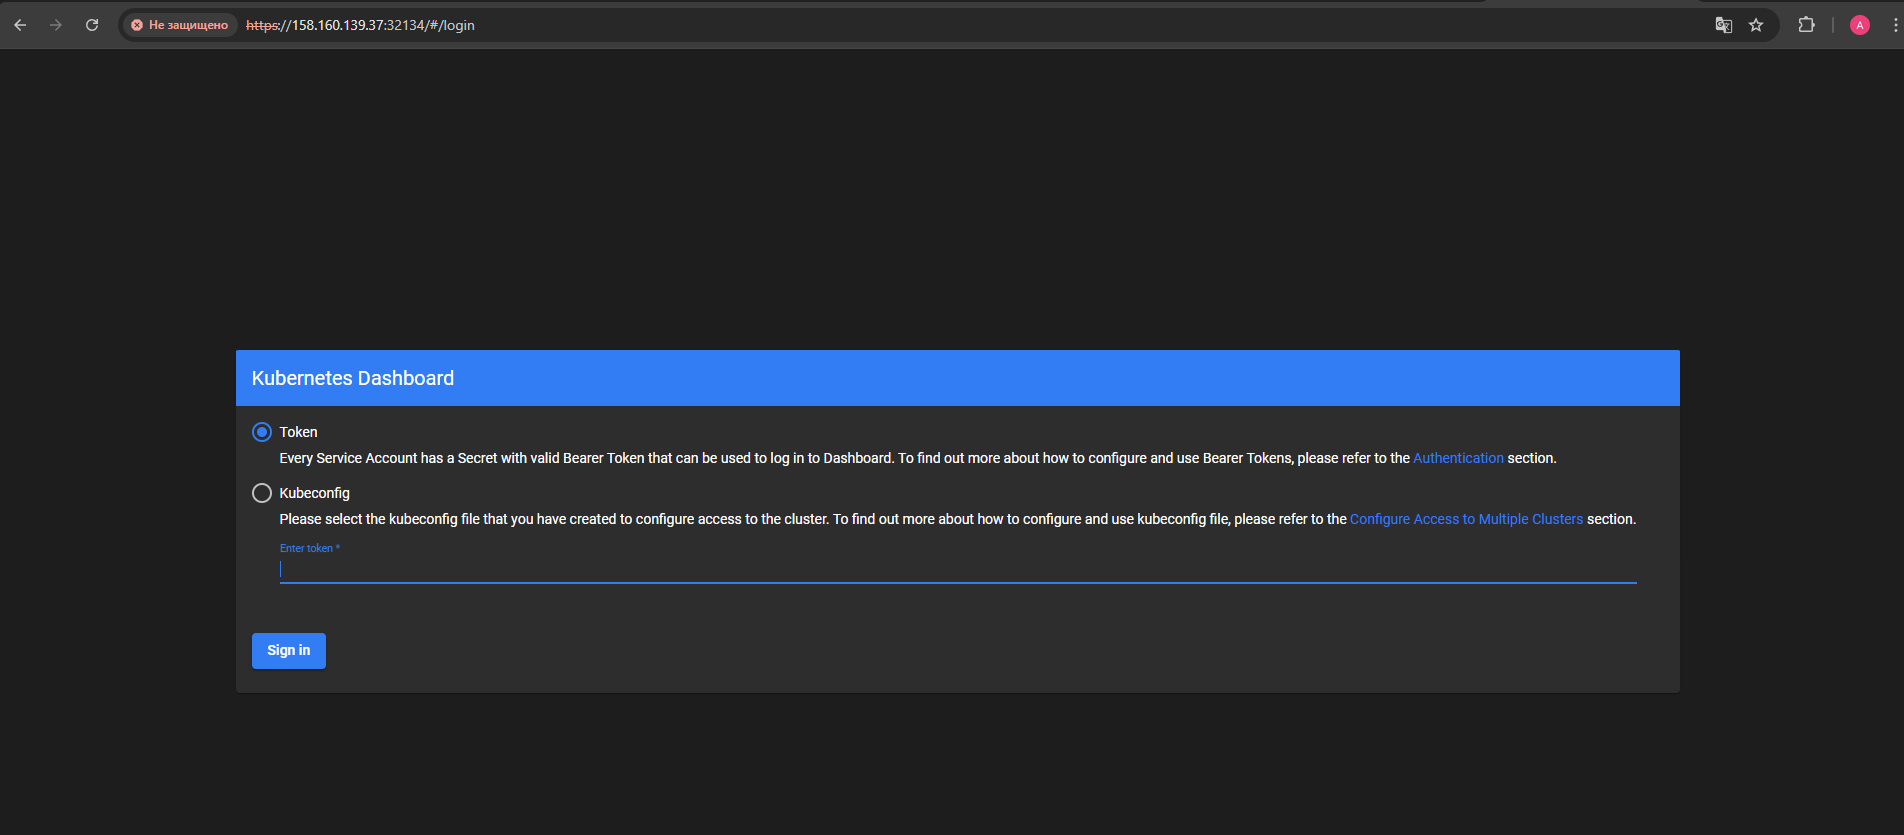 Не защищено https://158.160.139.37:32134/#/login A
Kubernetes Dashboard
Token
Every Service Account has a Secret with valid Bearer Token that can be used to log in to Dashboard. To find out more about how to configure and use Bearer Tokens, please refer to the Authentication section.
Kubeconfig
Please select the kubeconfig file that you have created to configure access to the cluster. To find out more about how to configure and use kubeconfig file, please refer to the Configure Access to Multiple Clusters section.
Enter token *
Sign in